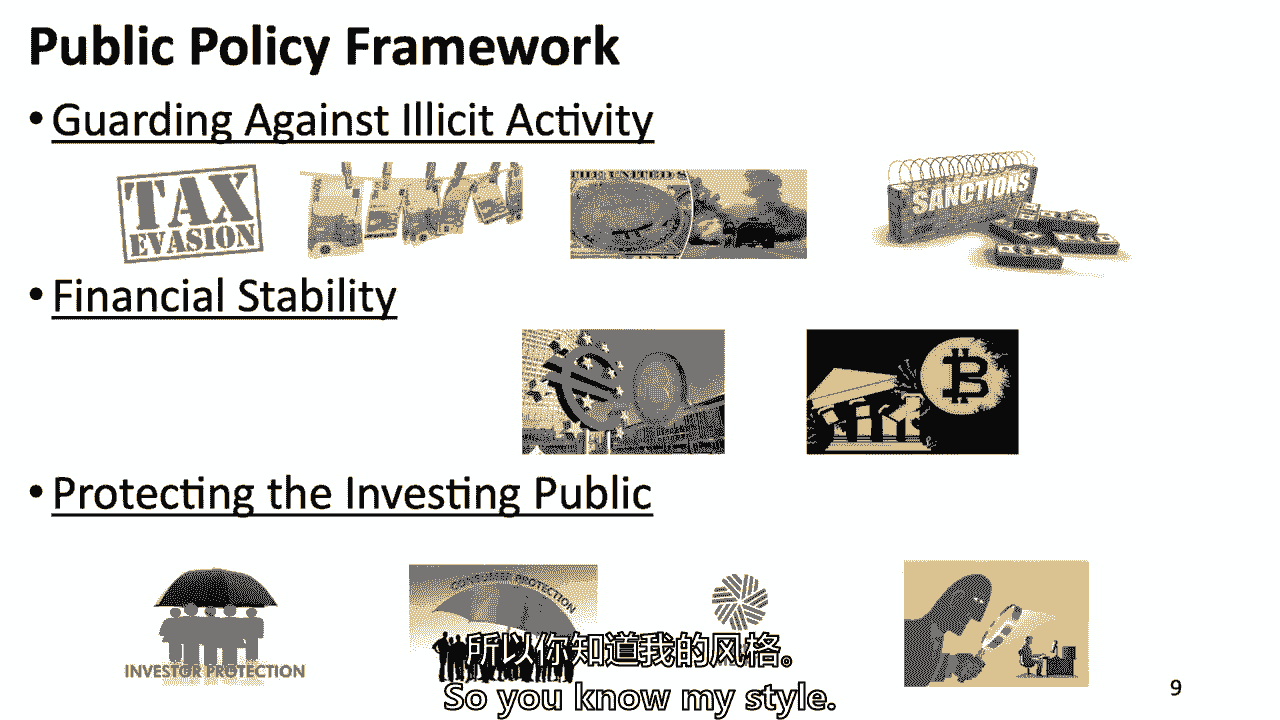 Public Policy Framework
• Guarding Against Illicit Activity
TAX
EVASION
THE UNITED S
SANCTIONS
• Financial Stability
• Protecting the Investing Public
INVESTOR PROTECTION
CONSUMER PROTECTION
所以你知道我的风格。
So you know my style.
9